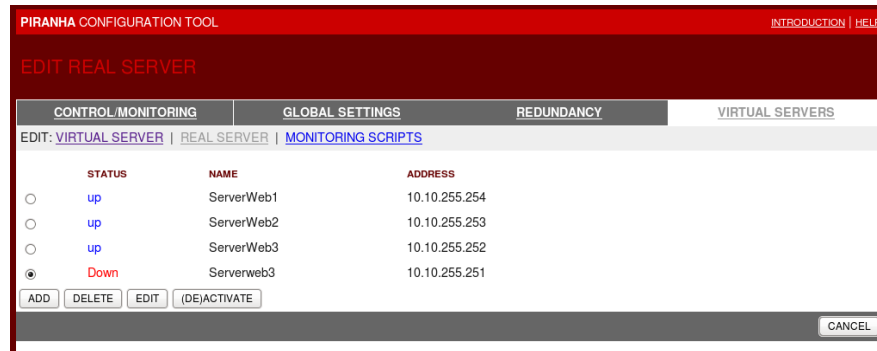 PIRANHA CONFIGURATION TOOL INTRODUCTION | HELP
EDIT REAL SERVER
CONTROL/MONITORING GLOBAL SETTINGS REDUNDANCY VIRTUAL SERVERS
EDIT: VIRTUAL SERVER | REAL SERVER | MONITORING SCRIPTS
STATUS NAME ADDRESS
up ServerWeb1 10.10.255.254
up ServerWeb2 10.10.255.253
up ServerWeb3 10.10.255.252
Down Serverweb3 10.10.255.251
ADD DELETE EDIT (DE)ACTIVATE
CANCEL